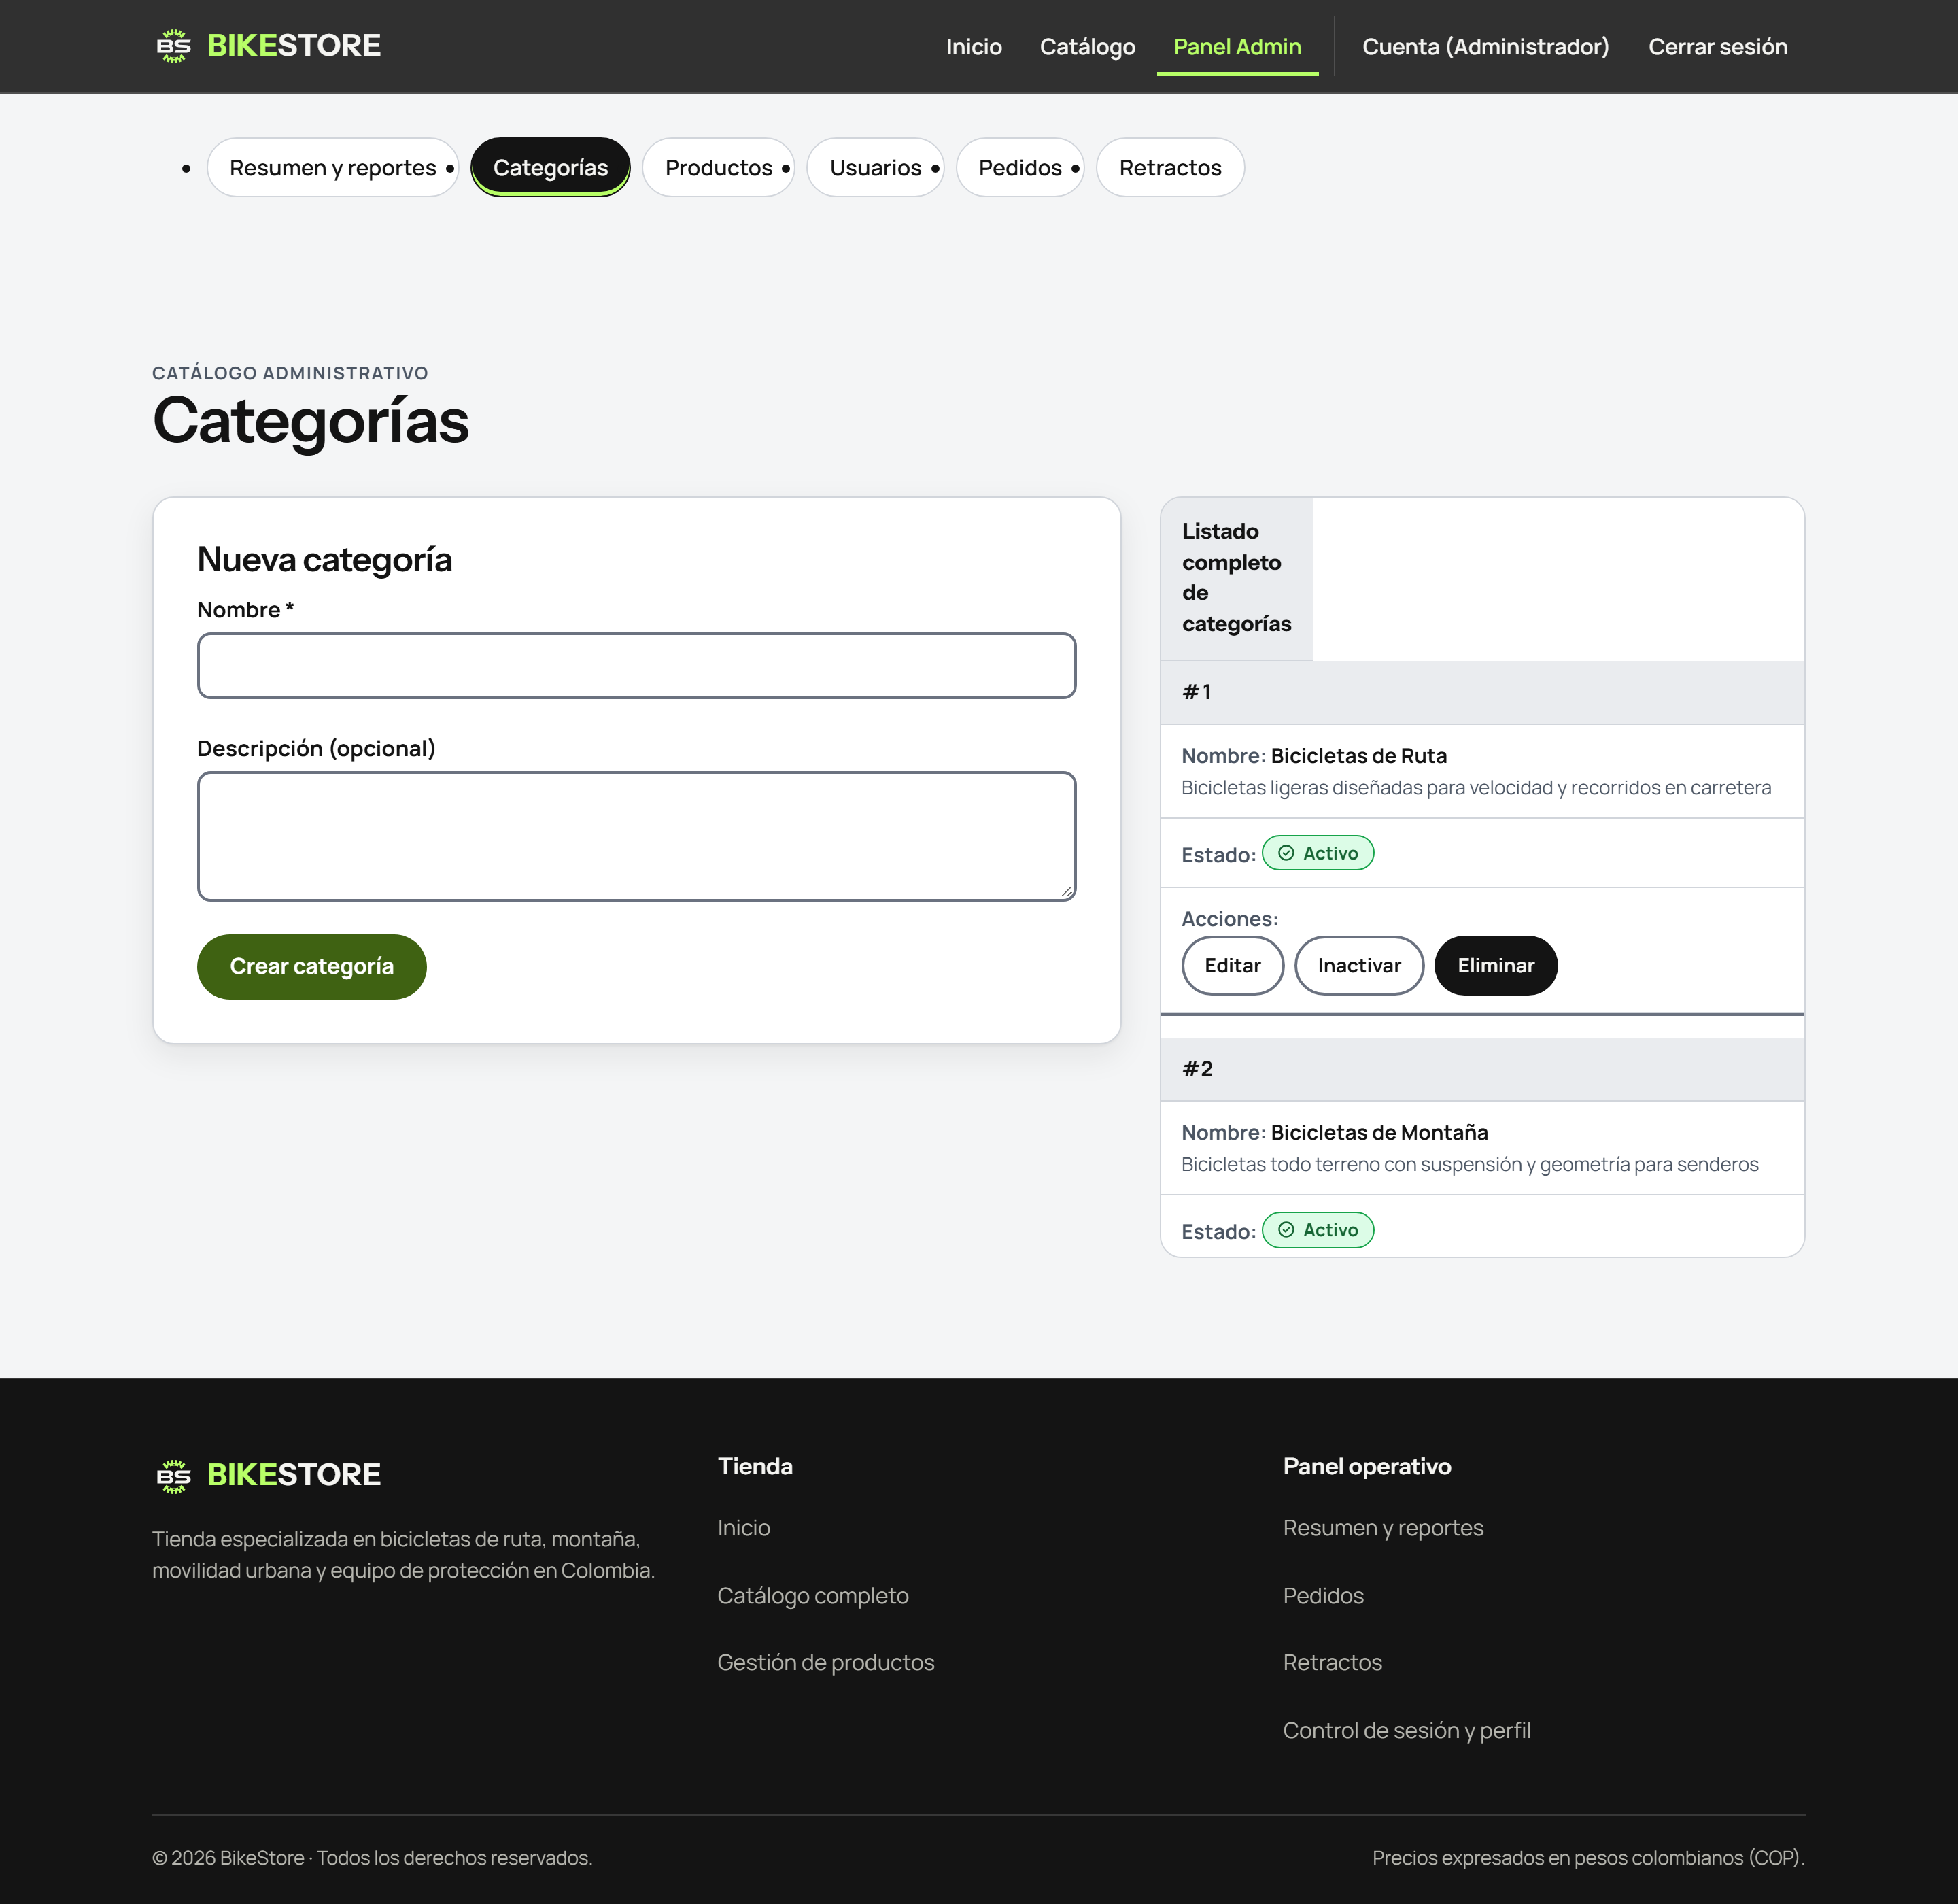 BS BIKESTORE
Inicio Catálogo Panel Admin Cuenta (Administrador) Cerrar sesión
Resumen y reportes Categorías Productos Usuarios Pedidos Retractos
CATÁLOGO ADMINISTRATIVO
Categorías
Nueva categoría
Nombre *
Descripción (opcional)
Crear categoría
Listado
completo
de
categorías
#1
Nombre: Bicicletas de Ruta
Bicicletas ligeras diseñadas para velocidad y recorridos en carretera
Estado: Activo
Acciones:
Editar Inactivar Eliminar
#2
Nombre: Bicicletas de Montaña
Bicicletas todo terreno con suspensión y geometría para senderos
Estado: Activo
BS BIKESTORE
Tienda especializada en bicicletas de ruta, montaña,
movilidad urbana y equipo de protección en Colombia.
Tienda
Inicio
Catálogo completo
Gestión de productos
Panel operativo
Resumen y reportes
Pedidos
Retractos
Control de sesión y perfil
© 2026 BikeStore · Todos los derechos reservados.
Precios expresados en pesos colombianos (COP).